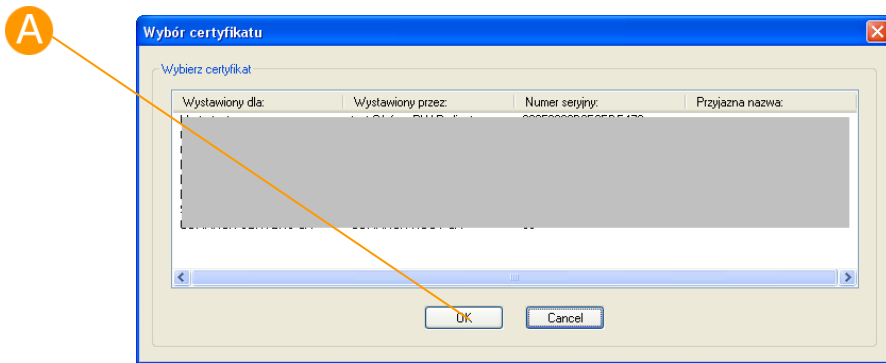 A
Wybór certyfikatu
Wybierz certyfikat
Wystawiony dla: Wystawiony przez: Numer seryjny: Przyjazna nazwa:
OK Cancel